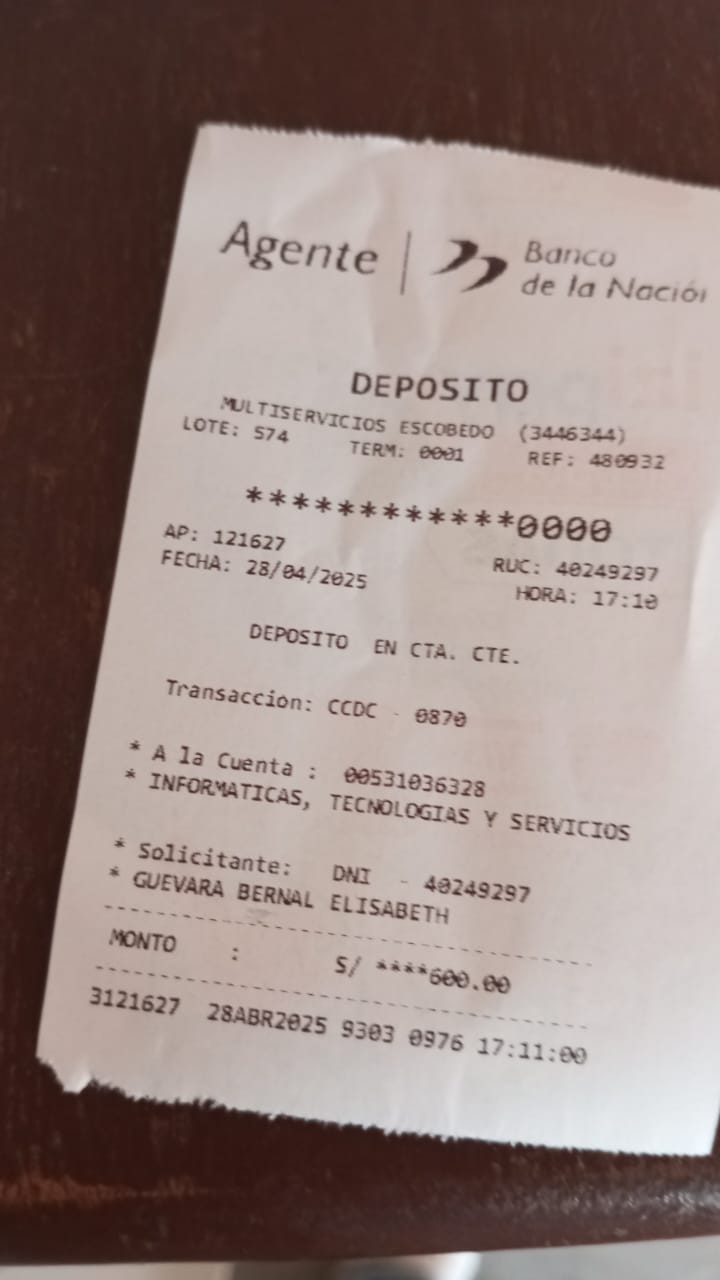 Agente | Banco
de la Nación
DEPOSITO
MULTISERVICIOS ESCOBEDO (3446344)
LOTE: 574 TERM: 0001 REF: 480932
************0000
AP: 121627 RUC: 40249297
FECHA: 28/04/2025 HORA: 17:10
DEPOSITO EN CTA. CTE.
Transacción: CCDC - 0870
* A la Cuenta : 00531036328
* INFORMATICAS, TECNOLOGIAS Y SERVICIOS
* Solicitante: DNI - 40249297
* GUEVARA BERNAL ELISABETH
MONTO : S/ ****600.00
3121627 28ABR2025 9303 0976 17:11:00